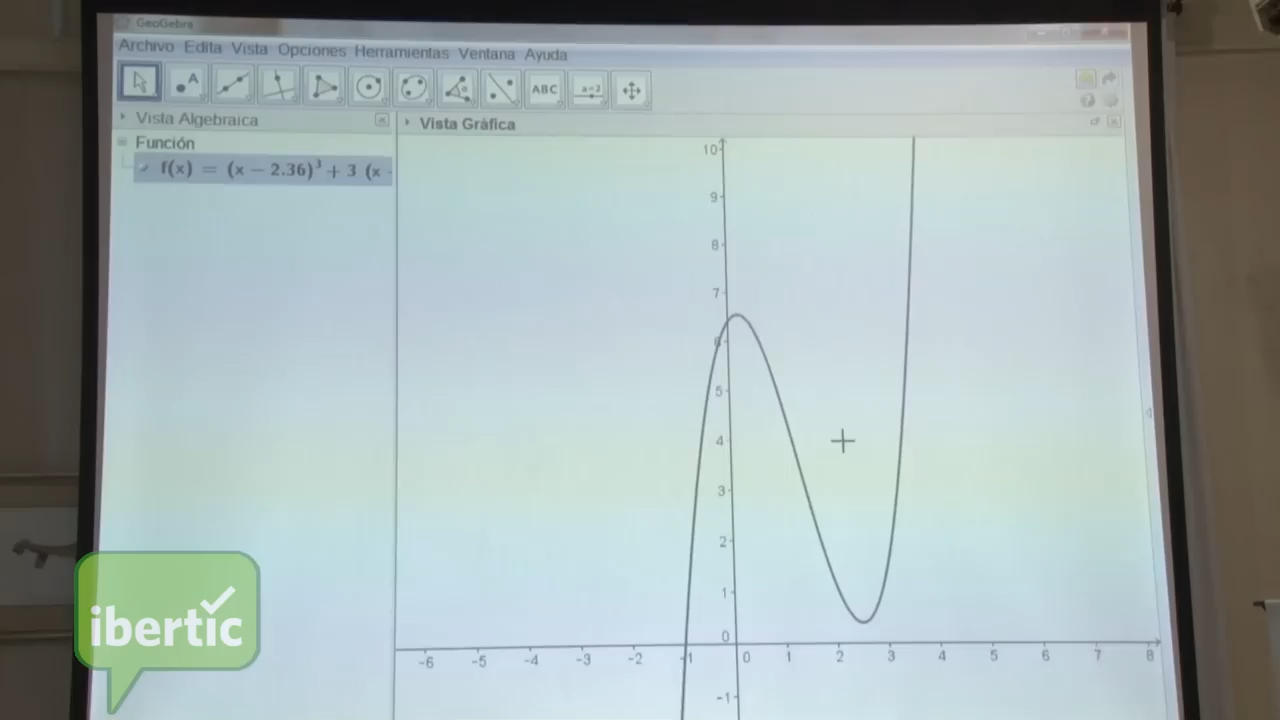 GeoGebra
Archivo Edita Vista Opciones Herramientas Ventana Ayuda
A
ABC
a=2
Vista Algebraica
Vista Gráfica
Función
f(x) = (x − 2.36)³ + 3 (x
10
9
8
7
6
5
4
3
2
1
0
-1
-6 -5 -4 -3 -2 -1 0 1 2 3 4 5 6 7 8
ibertic